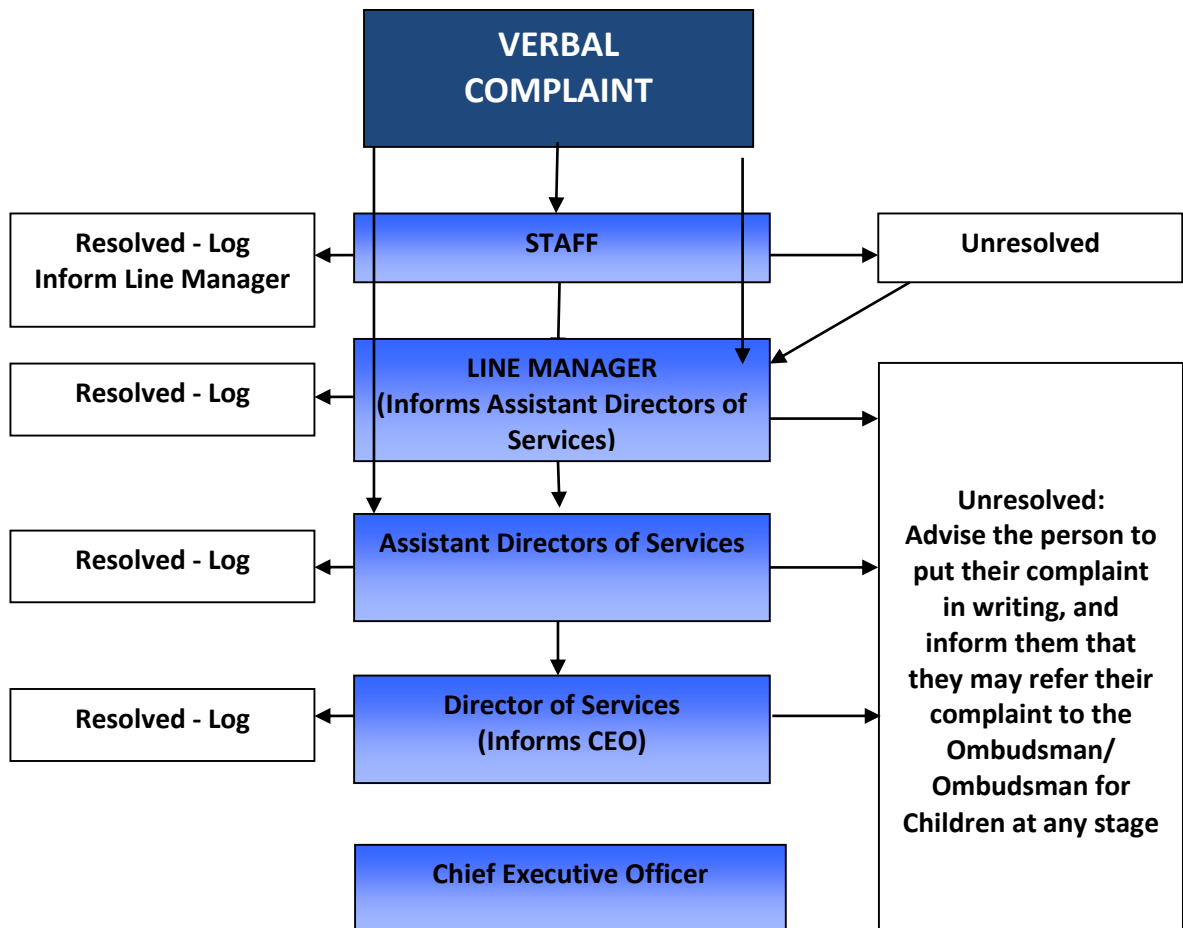 VERBAL
COMPLAINT
Resolved - Log
Inform Line Manager
STAFF
Unresolved
Resolved - Log
LINE MANAGER
(Informs Assistant Directors of
Services)
Resolved - Log
Assistant Directors of Services
Unresolved:
Advise the person to
put their complaint
in writing, and
inform them that
they may refer their
complaint to the
Ombudsman/
Ombudsman for
Children at any stage
Resolved - Log
Director of Services
(Informs CEO)
Chief Executive Officer